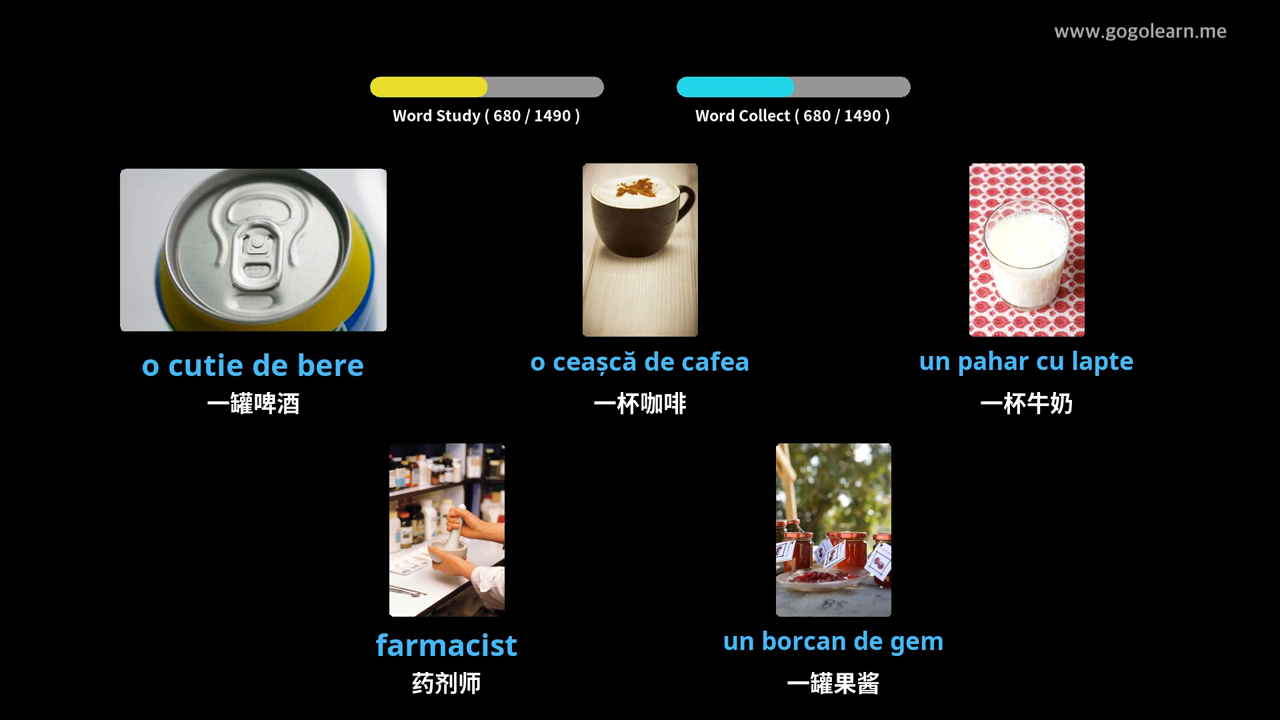 www.gogolearn.me
Word Study ( 680 / 1490 )
Word Collect ( 680 / 1490 )
o cutie de bere
一罐啤酒
o ceașcă de cafea
一杯咖啡
un pahar cu lapte
一杯牛奶
farmacist
药剂师
un borcan de gem
一罐果酱